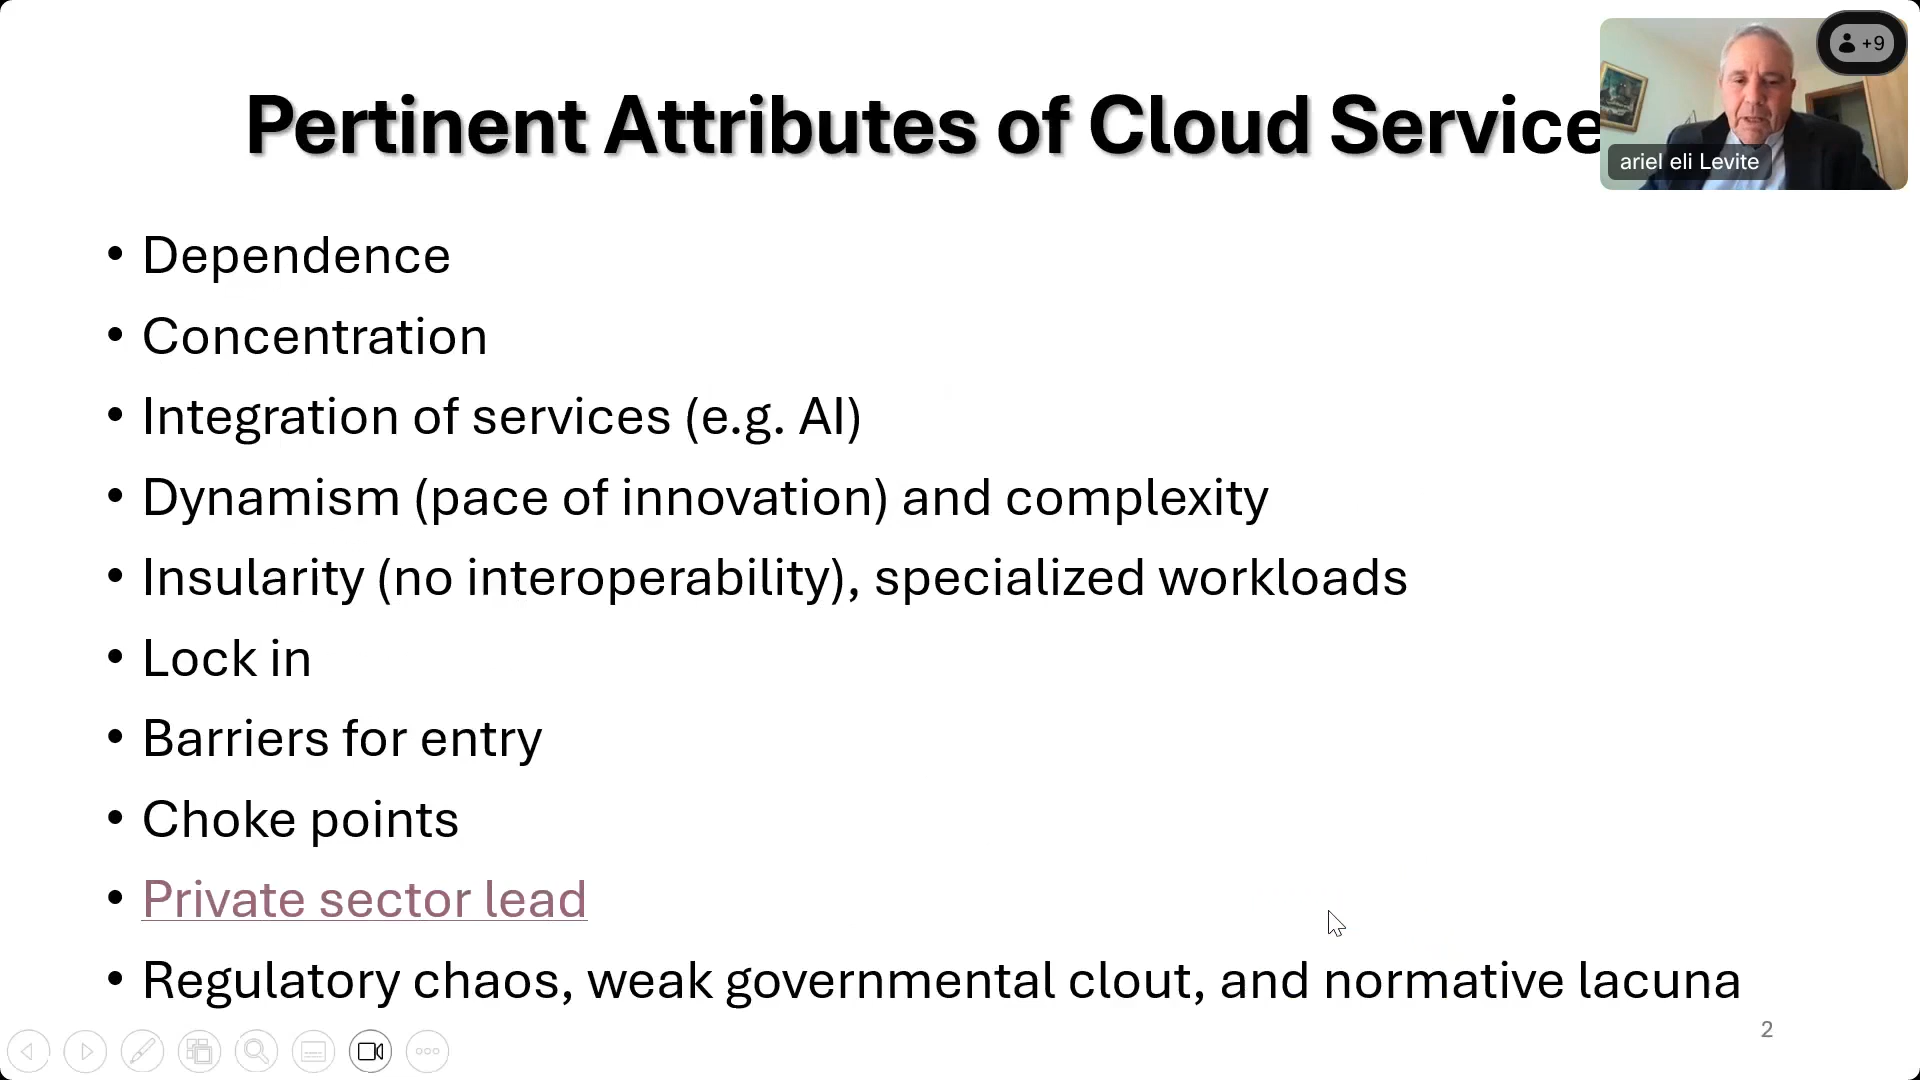 Pertinent Attributes of Cloud Service
+9
ariel eli Levite
• Dependence
• Concentration
• Integration of services (e.g. AI)
• Dynamism (pace of innovation) and complexity
• Insularity (no interoperability), specialized workloads
• Lock in
• Barriers for entry
• Choke points
• Private sector lead
• Regulatory chaos, weak governmental clout, and normative lacuna
2